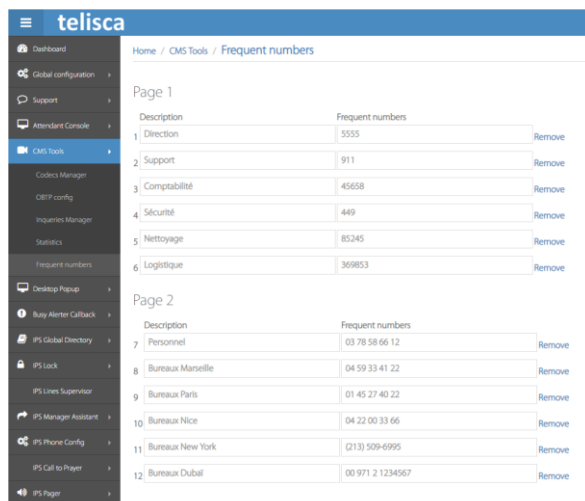 telisca
Dashboard
Global configuration
Support
Attendant Console
CMS Tools
Codecs Manager
OBTP config
Inqueries Manager
Statistics
Frequent numbers
Desktop Popup
Busy Alerter Callback
IPS Global Directory
IPS Lock
IPS Lines Supervisor
IPS Manager Assistant
IPS Phone Config
IPS Call to Prayer
IPS Pager
Home / CMS Tools / Frequent numbers
Page 1
Description Frequent numbers
1 Direction 5555 Remove
2 Support 911 Remove
3 Comptabilité 45658 Remove
4 Sécurité 449 Remove
5 Nettoyage 85245 Remove
6 Logistique 369853 Remove
Page 2
Description Frequent numbers
7 Personnel 03 78 58 66 12 Remove
8 Bureaux Marseille 04 59 33 41 22 Remove
9 Bureaux Paris 01 45 27 40 22 Remove
10 Bureaux Nice 04 22 00 33 66 Remove
11 Bureaux New York (213) 509-6995 Remove
12 Bureaux Dubaï 00 971 2 1234567 Remove